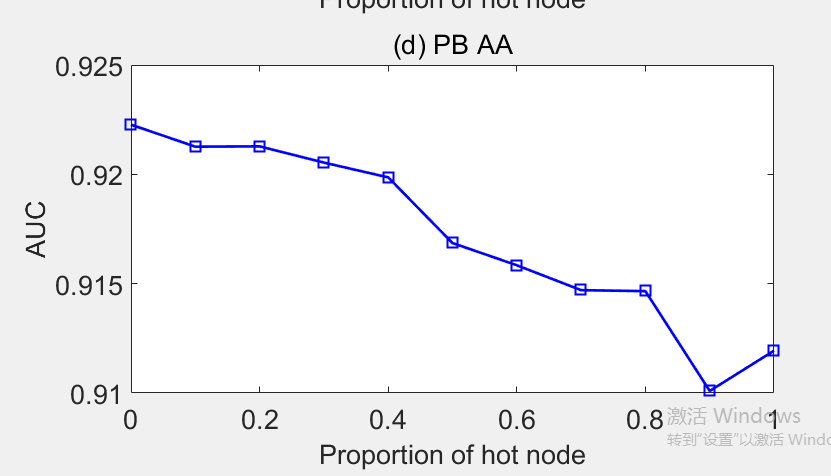 Proportion of hot node
(d) PB AA
0.925
0.92
0.915
0.91
AUC
0 0.2 0.4 0.6 0.8 1
Proportion of hot node
激活 Windows
转到"设置"以激活 Windo